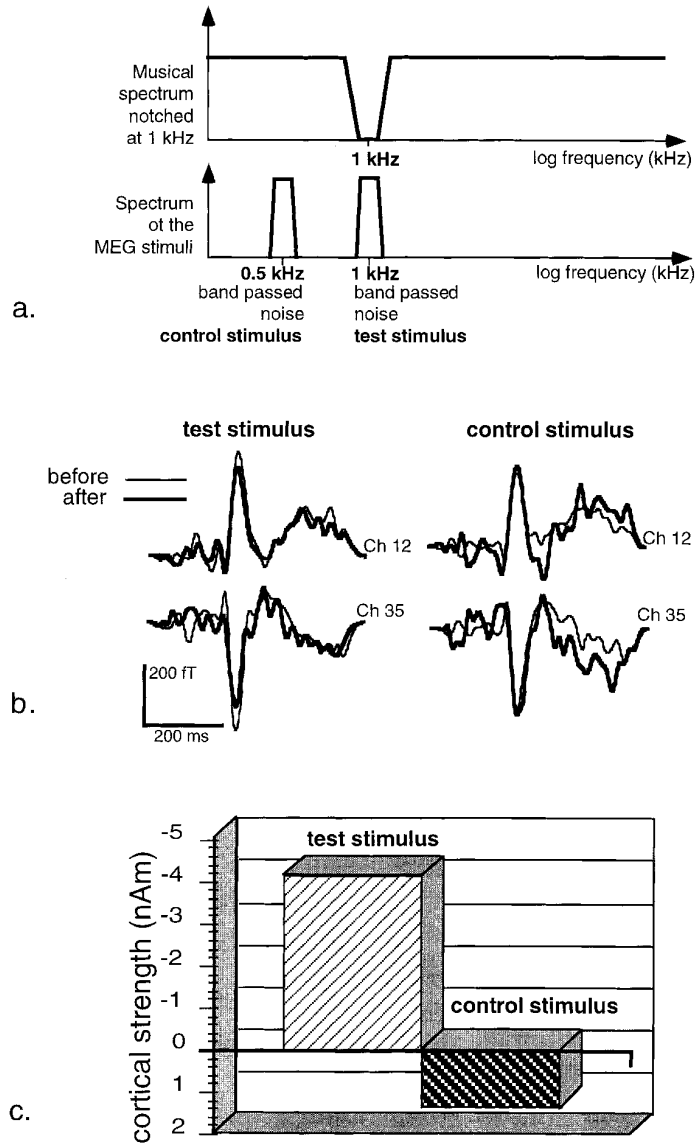 Musical
spectrum
notched
at 1 kHz
1 kHz
log frequency (kHz)
Spectrum
ot the
MEG stimuli
0.5 kHz
1 kHz
log frequency (kHz)
band passed
noise
band passed
noise
control stimulus
test stimulus
a.
test stimulus
control stimulus
before
after
Ch 12
Ch 12
Ch 35
Ch 35
200 fT
200 ms
b.
cortical strength (nAm)
-5
-4
-3
-2
-1
0
1
2
test stimulus
control stimulus
c.